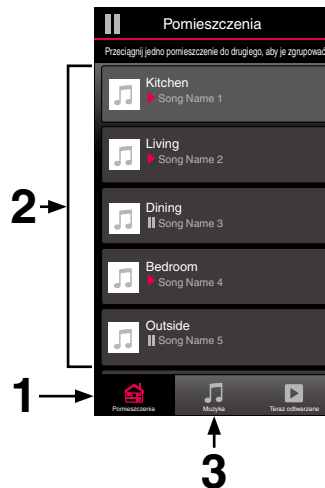 Pomieszczenia
Przeciągnij jedno pomieszczenie do drugiego, aby je zgrupować
Kitchen
Song Name 1
Living
Song Name 2
2
Dining
Song Name 3
Bedroom
Song Name 4
Outside
Song Name 5
1
Pomieszczenia
Muzyka
Teraz odtwarzane
3